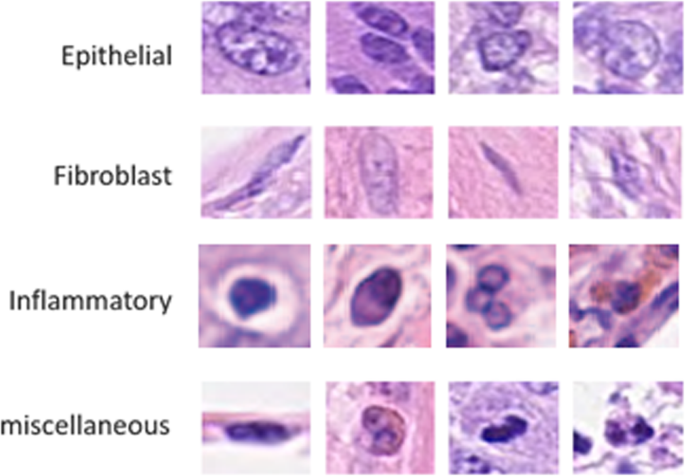 Epithelial
Fibroblast
Inflammatory
miscellaneous